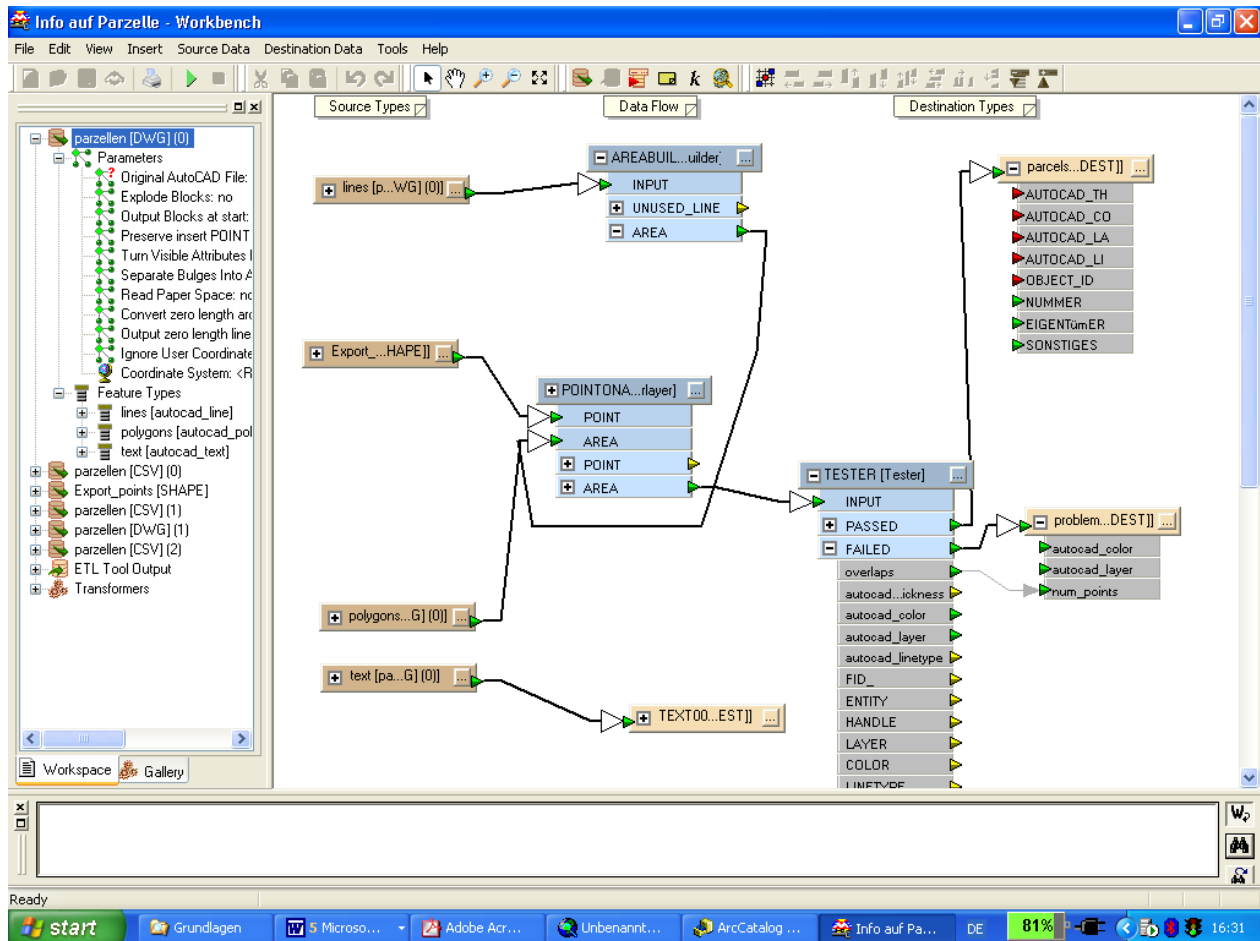 Info auf Parzelle - Workbench
File Edit View Insert Source Data Destination Data Tools Help
parzellen [DWG] (0)
Parameters
Original AutoCAD File:
Explode Blocks: no
Output Blocks at start:
Preserve insert POINT
Turn Visible Attributes I
Separate Bulges Into A
Read Paper Space: no
Convert zero length arc
Output zero length line
Ignore User Coordinate
Coordinate System: <R
Feature Types
lines [autocad_line]
polygons [autocad_pol
text [autocad_text]
parzellen [CSV] (0)
Export_points [SHAPE]
parzellen [CSV] (1)
parzellen [DWG] (1)
parzellen [CSV] (2)
ETL Tool Output
Transformers
Workspace Gallery
Source Types
Data Flow
Destination Types
lines [p...WG] (0)] ...
Export_...HAPE]] ...
polygons...G] (0)] ...
text [pa...G] (0)] ...
AREABUIL...uilder] ...
INPUT
UNUSED_LINE
AREA
POINTONA...rlayer] ...
POINT
AREA
POINT
AREA
TEXT00...EST]] ...
TESTER [Tester] ...
INPUT
PASSED
FAILED
overlaps
autocad...ickness
autocad_color
autocad_layer
autocad_linetype
FID_
ENTITY
HANDLE
LAYER
COLOR
LINETYPE
parcels...DEST]] ...
AUTOCAD_TH
AUTOCAD_CO
AUTOCAD_LA
AUTOCAD_LI
OBJECT_ID
NUMMER
EIGENTümER
SONSTIGES
problem...DEST]] ...
autocad_color
autocad_layer
num_points
Ready
start Grundlagen 5 Microso... Adobe Acr... Unbenannt... ArcCatalog ... Info auf Pa... DE 81% 16:31